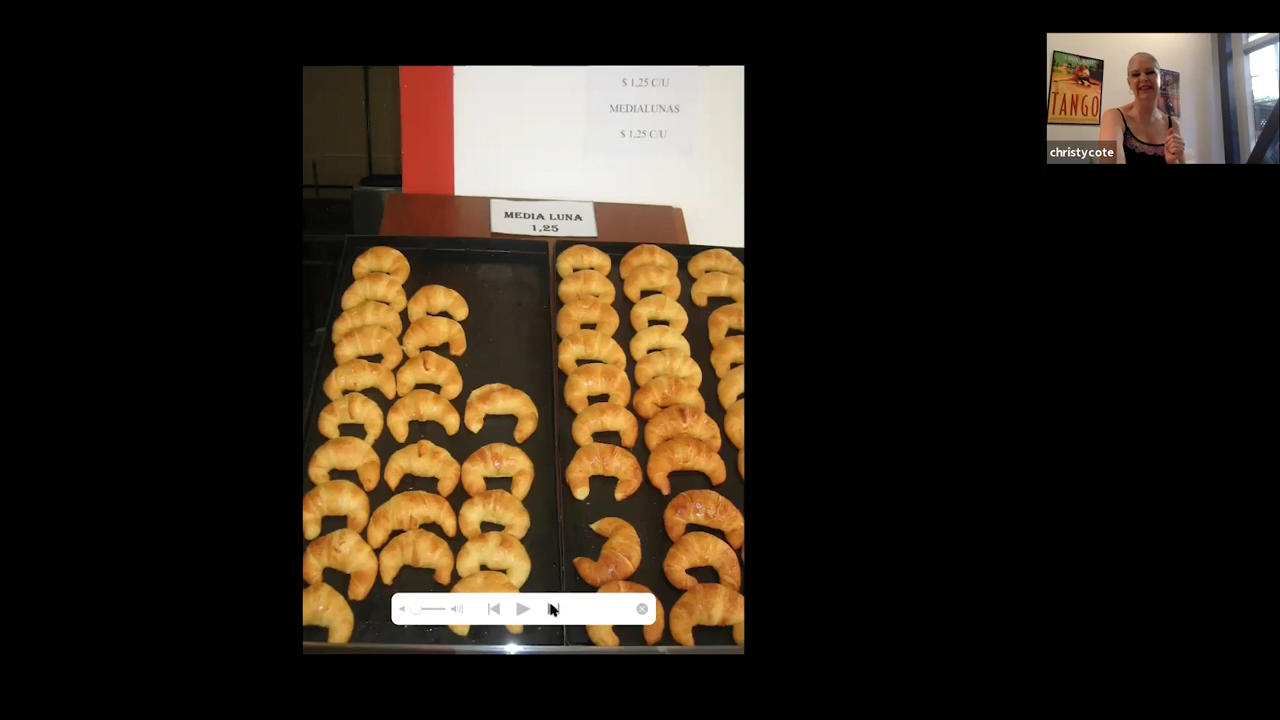 $ 1,25 C/U
MEDIALUNAS
$ 1,25 C/U
MEDIA LUNA
1,25
TANGO
christycote